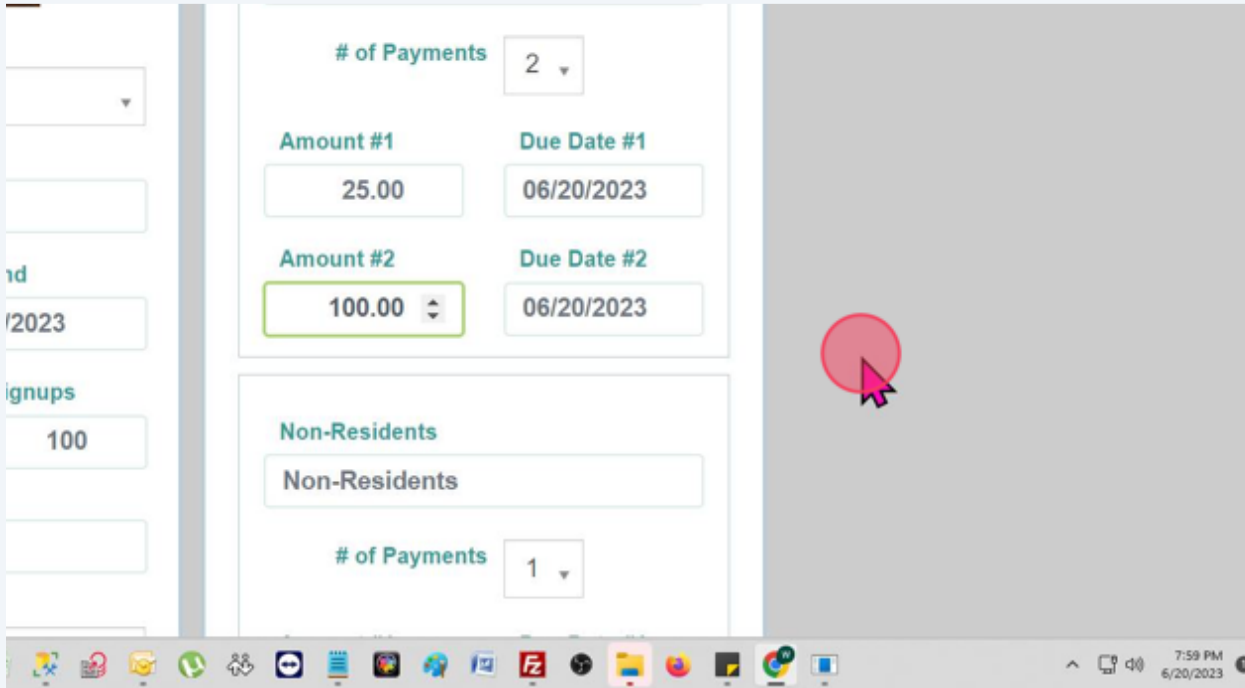 # of Payments 2
Amount #1 Due Date #1
25.00 06/20/2023
Amount #2 Due Date #2
nd
100.00 06/20/2023
/2023
ignups
100
Non-Residents
Non-Residents
# of Payments 1
7:59 PM
6/20/2023